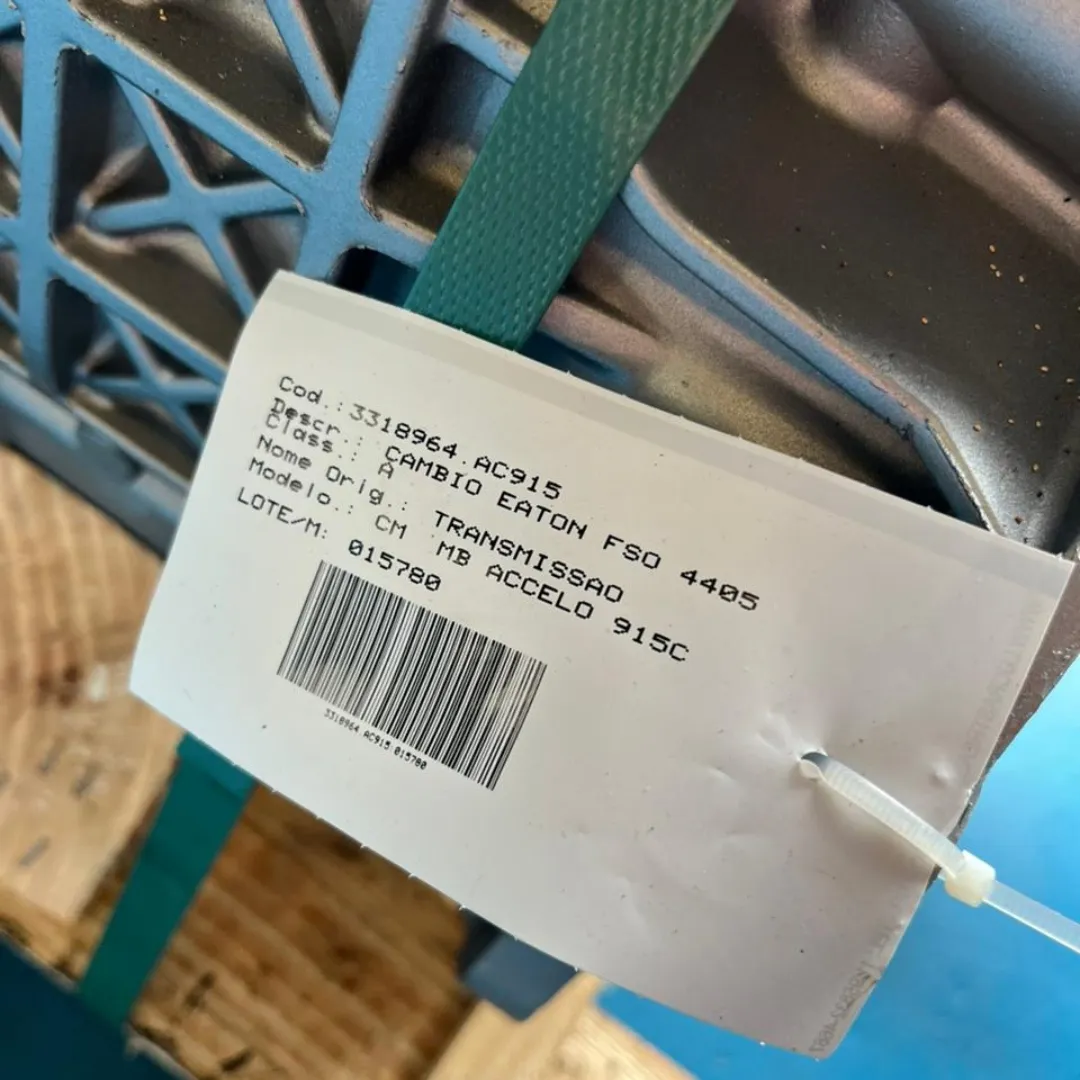 Cod.: 3318964.AC915
Descr.: CAMBIO EATON FSO 4405
Class.: A
Nome Orig.: TRANSMISSAO
Modelo.: CM MB ACCELO 915C
LOTE/M: 015780
3318964.AC915.015780